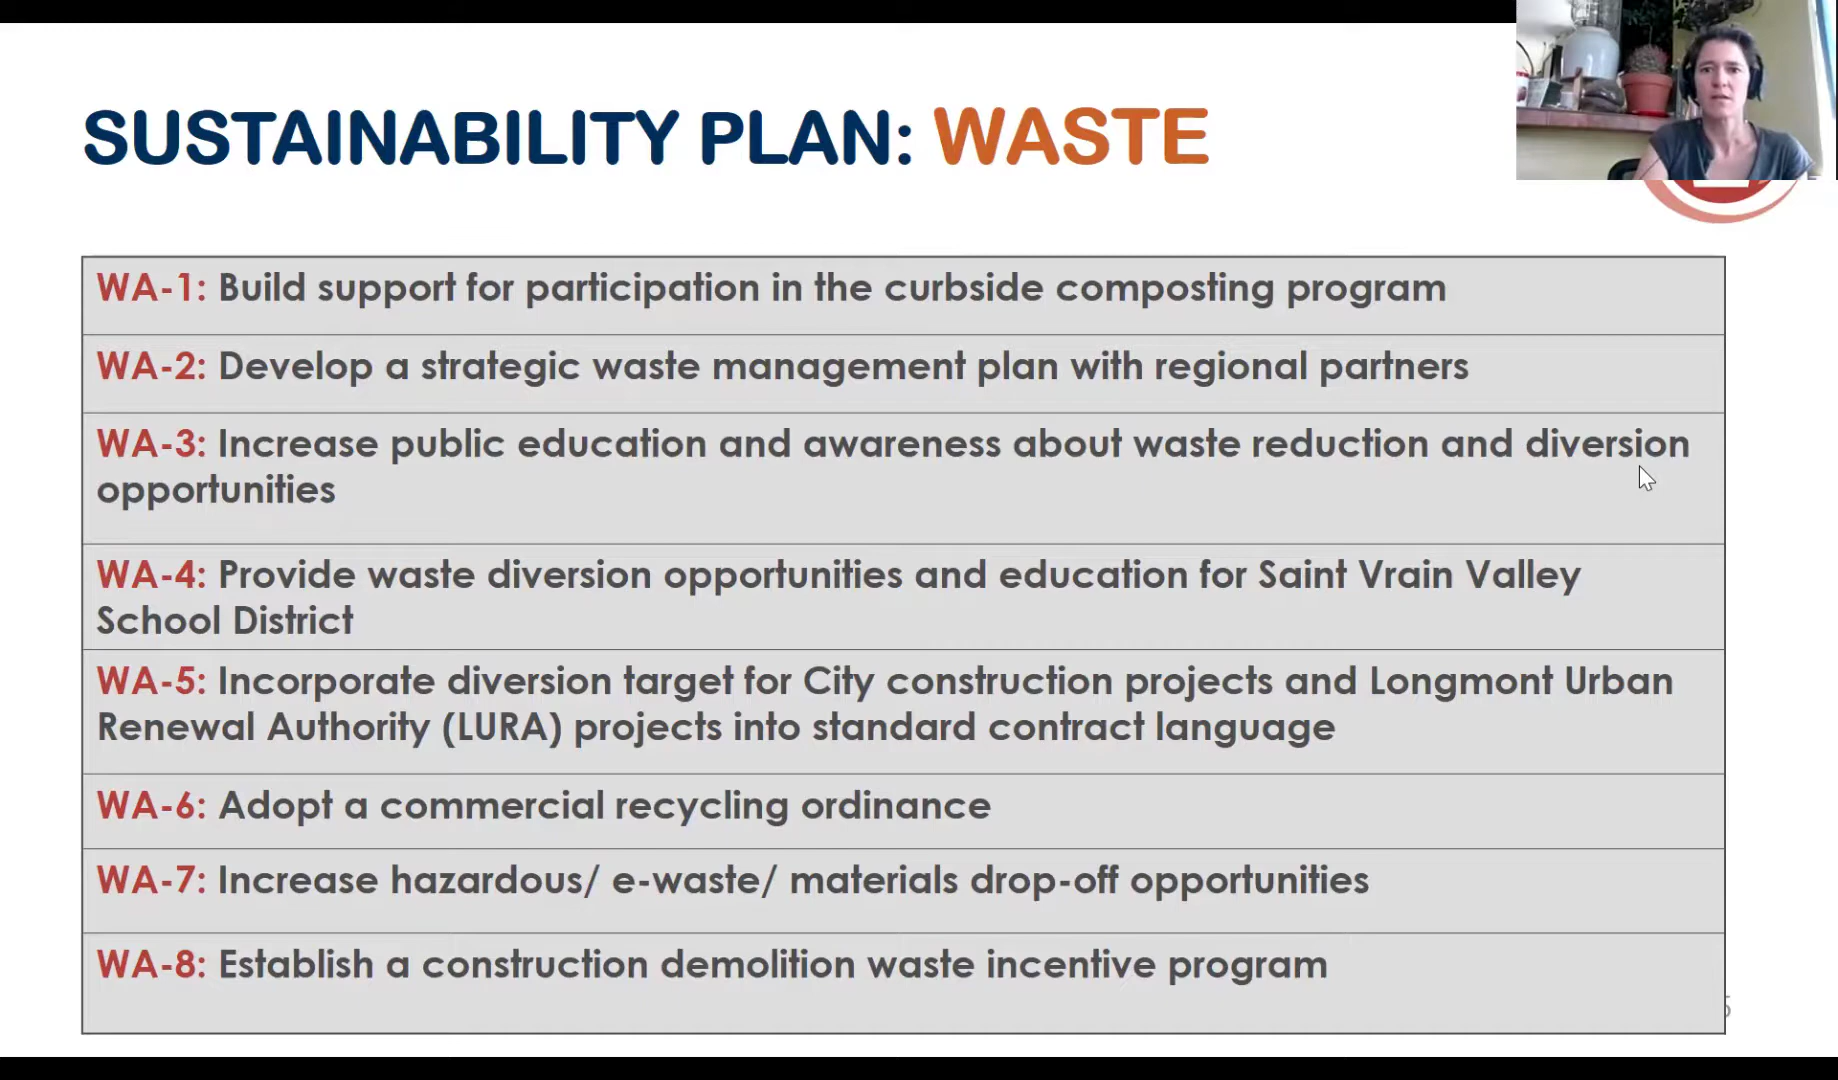 SUSTAINABILITY PLAN: WASTE
WA-1: Build support for participation in the curbside composting program
WA-2: Develop a strategic waste management plan with regional partners
WA-3: Increase public education and awareness about waste reduction and diversion
opportunities
WA-4: Provide waste diversion opportunities and education for Saint Vrain Valley
School District
WA-5: Incorporate diversion target for City construction projects and Longmont Urban
Renewal Authority (LURA) projects into standard contract language
WA-6: Adopt a commercial recycling ordinance
WA-7: Increase hazardous/ e-waste/ materials drop-off opportunities
WA-8: Establish a construction demolition waste incentive program